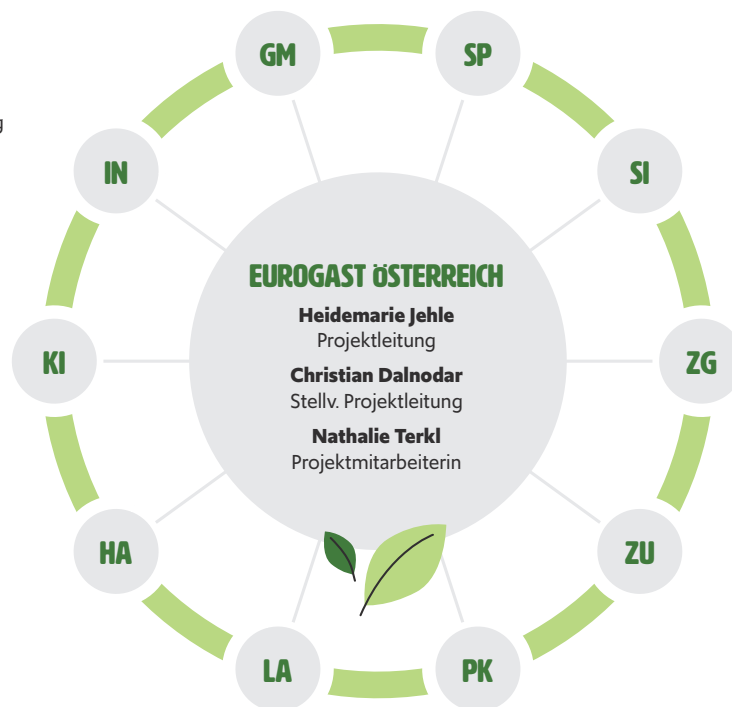 GM
SP
IN
SI
EUROGAST ÖSTERREICH
Heidemarie Jehle
Projektleitung
KI
ZG
Christian Dalnodar
Stellv. Projektleitung
Nathalie Terkl
Projektmitarbeiterin
HA
ZU
LA
PK